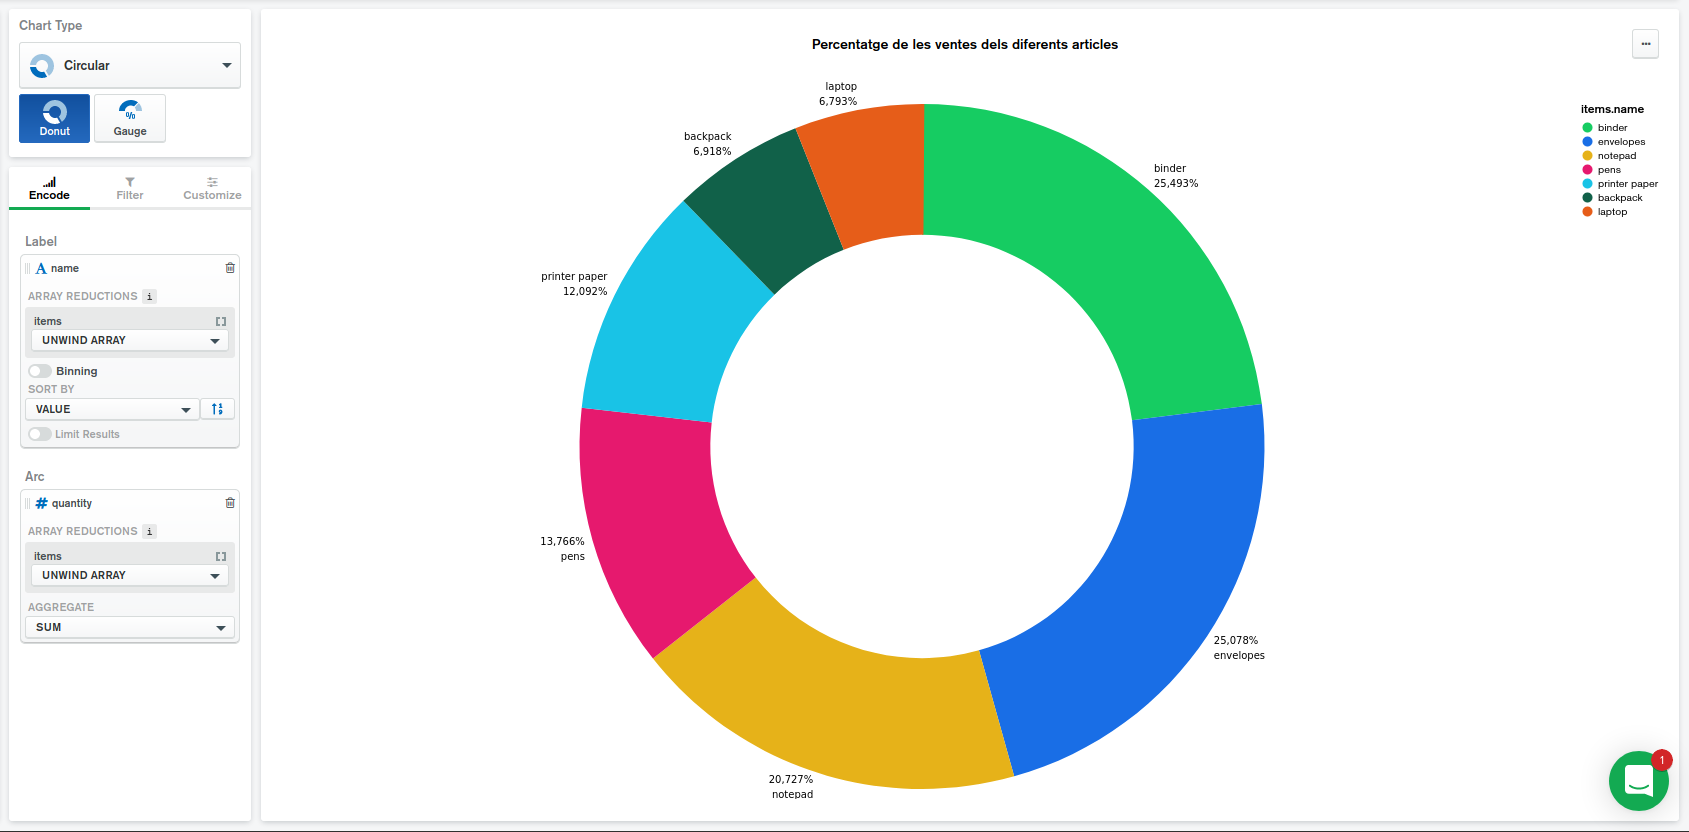 Chart Type
Circular
Donut
Gauge
Encode
Filter
Customize
Label
A name
ARRAY REDUCTIONS i
items
UNWIND ARRAY
Binning
SORT BY
VALUE
Limit Results
Arc
# quantity
ARRAY REDUCTIONS i
items
UNWIND ARRAY
AGGREGATE
SUM
Percentatge de les ventes dels diferents articles
...
laptop
6,793%
backpack
6,918%
binder
25,493%
printer paper
12,092%
13,766%
pens
25,078%
envelopes
20,727%
notepad
items.name
binder
envelopes
notepad
pens
printer paper
backpack
laptop
1